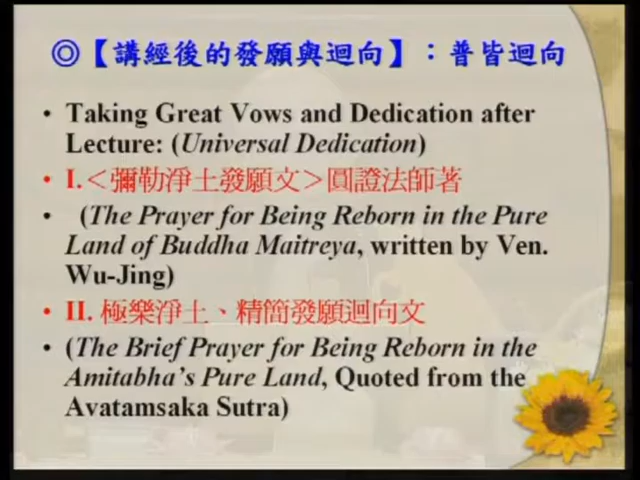 ◎【講經後的發願與迴向】：普皆迴向
• Taking Great Vows and Dedication after
Lecture: (Universal Dedication)
• I.＜彌勒淨土發願文＞圓證法師著
• (The Prayer for Being Reborn in the Pure
Land of Buddha Maitreya, written by Ven.
Wu-Jing)
• II. 極樂淨土、精簡發願迴向文
• (The Brief Prayer for Being Reborn in the
Amitabha’s Pure Land, Quoted from the
Avatamsaka Sutra)